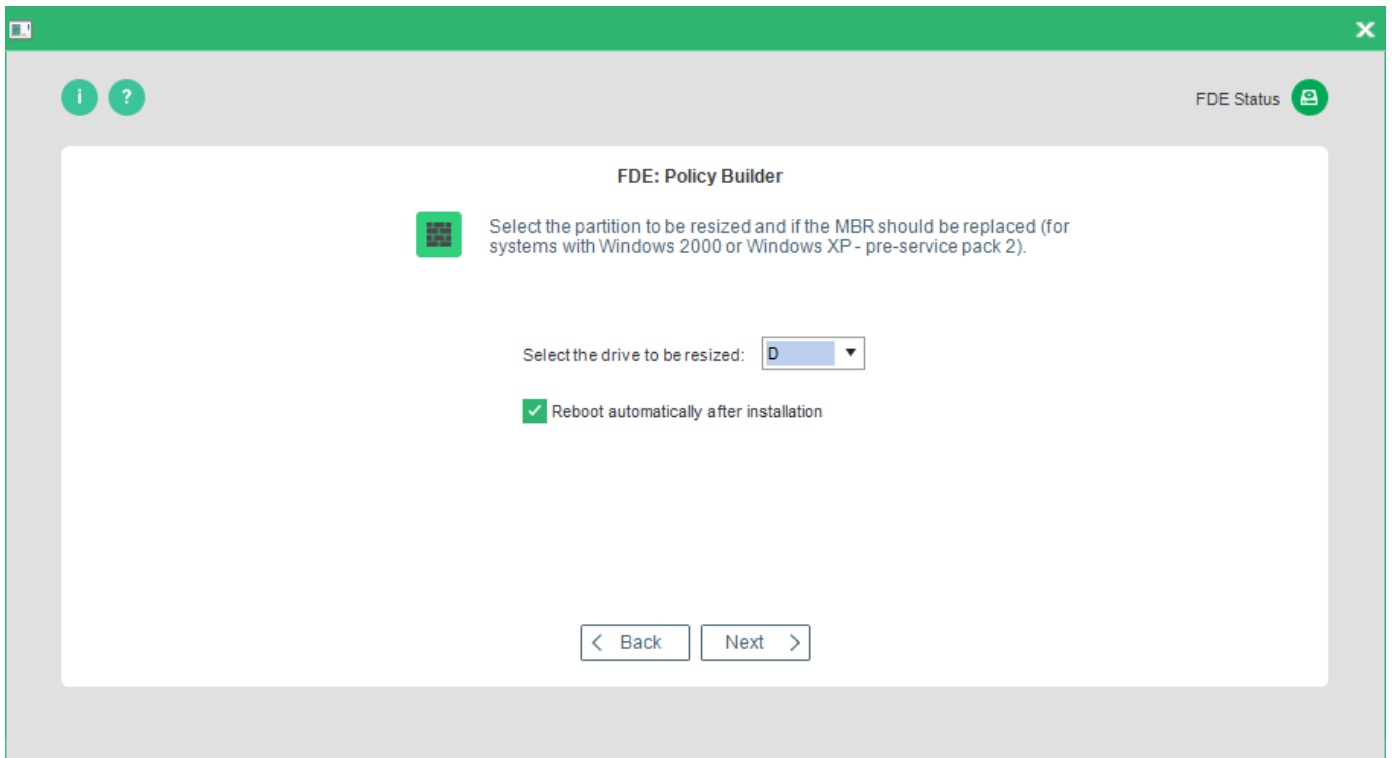 FDE Status
FDE: Policy Builder
Select the partition to be resized and if the MBR should be replaced (for
systems with Windows 2000 or Windows XP - pre-service pack 2).
Select the drive to be resized: D
Reboot automatically after installation
Back Next